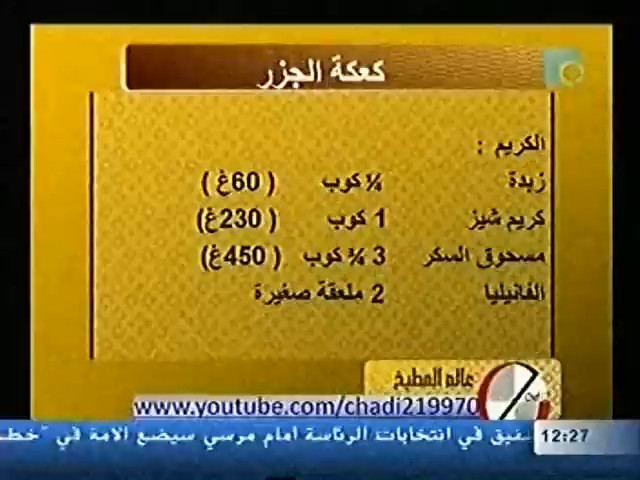 كعكة الجزر
الكريم :
زبدة ¼ كوب ( 60غ )
كريم شيز 1 كوب ( 230غ)
مسحوق السكر 3 ¾ كوب ( 450غ)
الفانيليا 2 ملعقة صغيرة
عالم المطبخ
www.youtube.com/chadi219970
12:27 فيق في انتخابات الرئاسة امام مرسي سيضع الامة في "خطـ